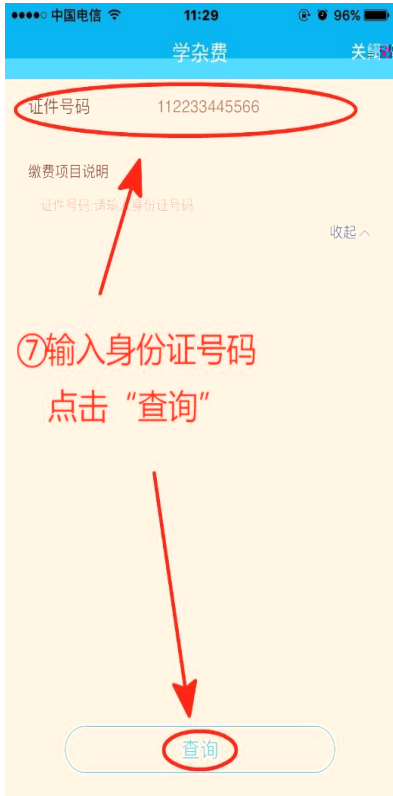 中国电信 11:29 96%
学杂费
证件号码 112233445566
缴费项目说明
证件号码:请输入身份证号码
收起
⑦输入身份证号码
点击“查询”
查询